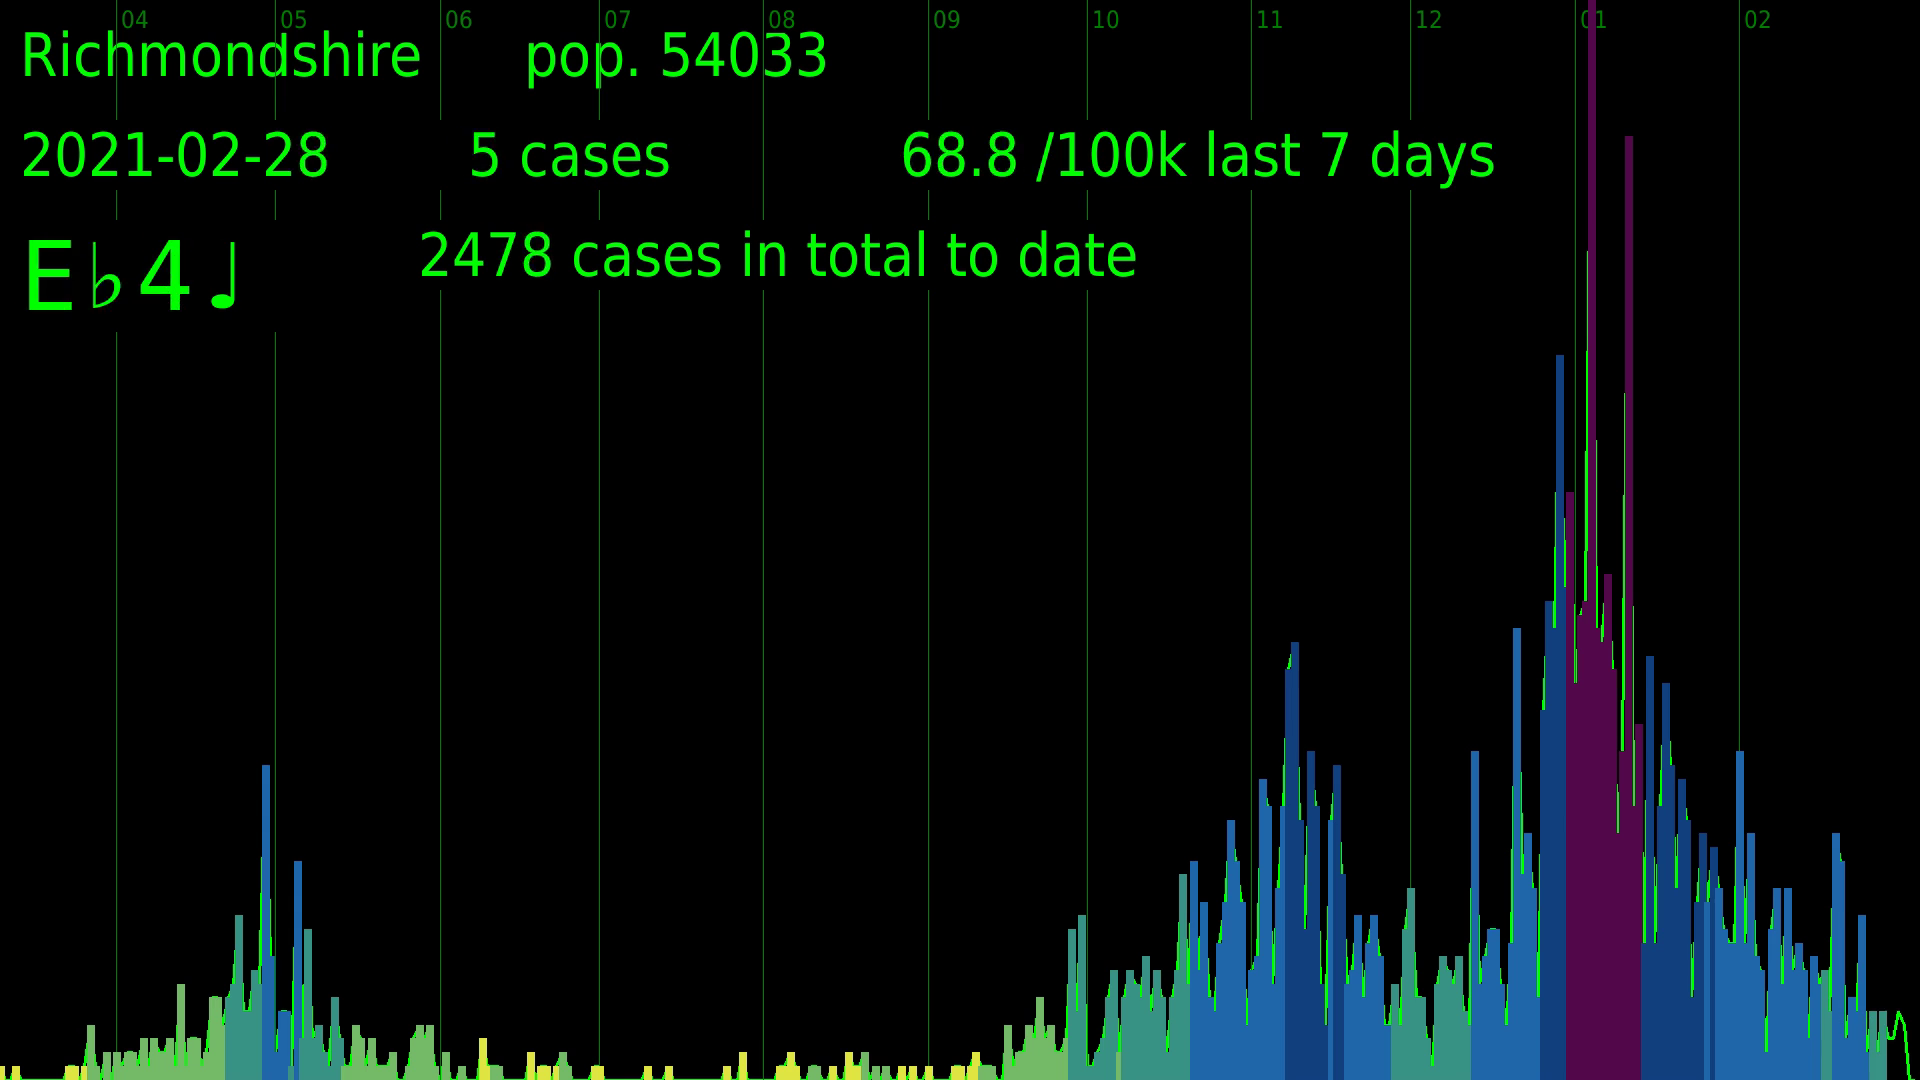 04 05 06 07 08 09 10 11 12 01 02
Richmondshire pop. 54033
2021-02-28 5 cases 68.8 /100k last 7 days
E♭4♩ 2478 cases in total to date